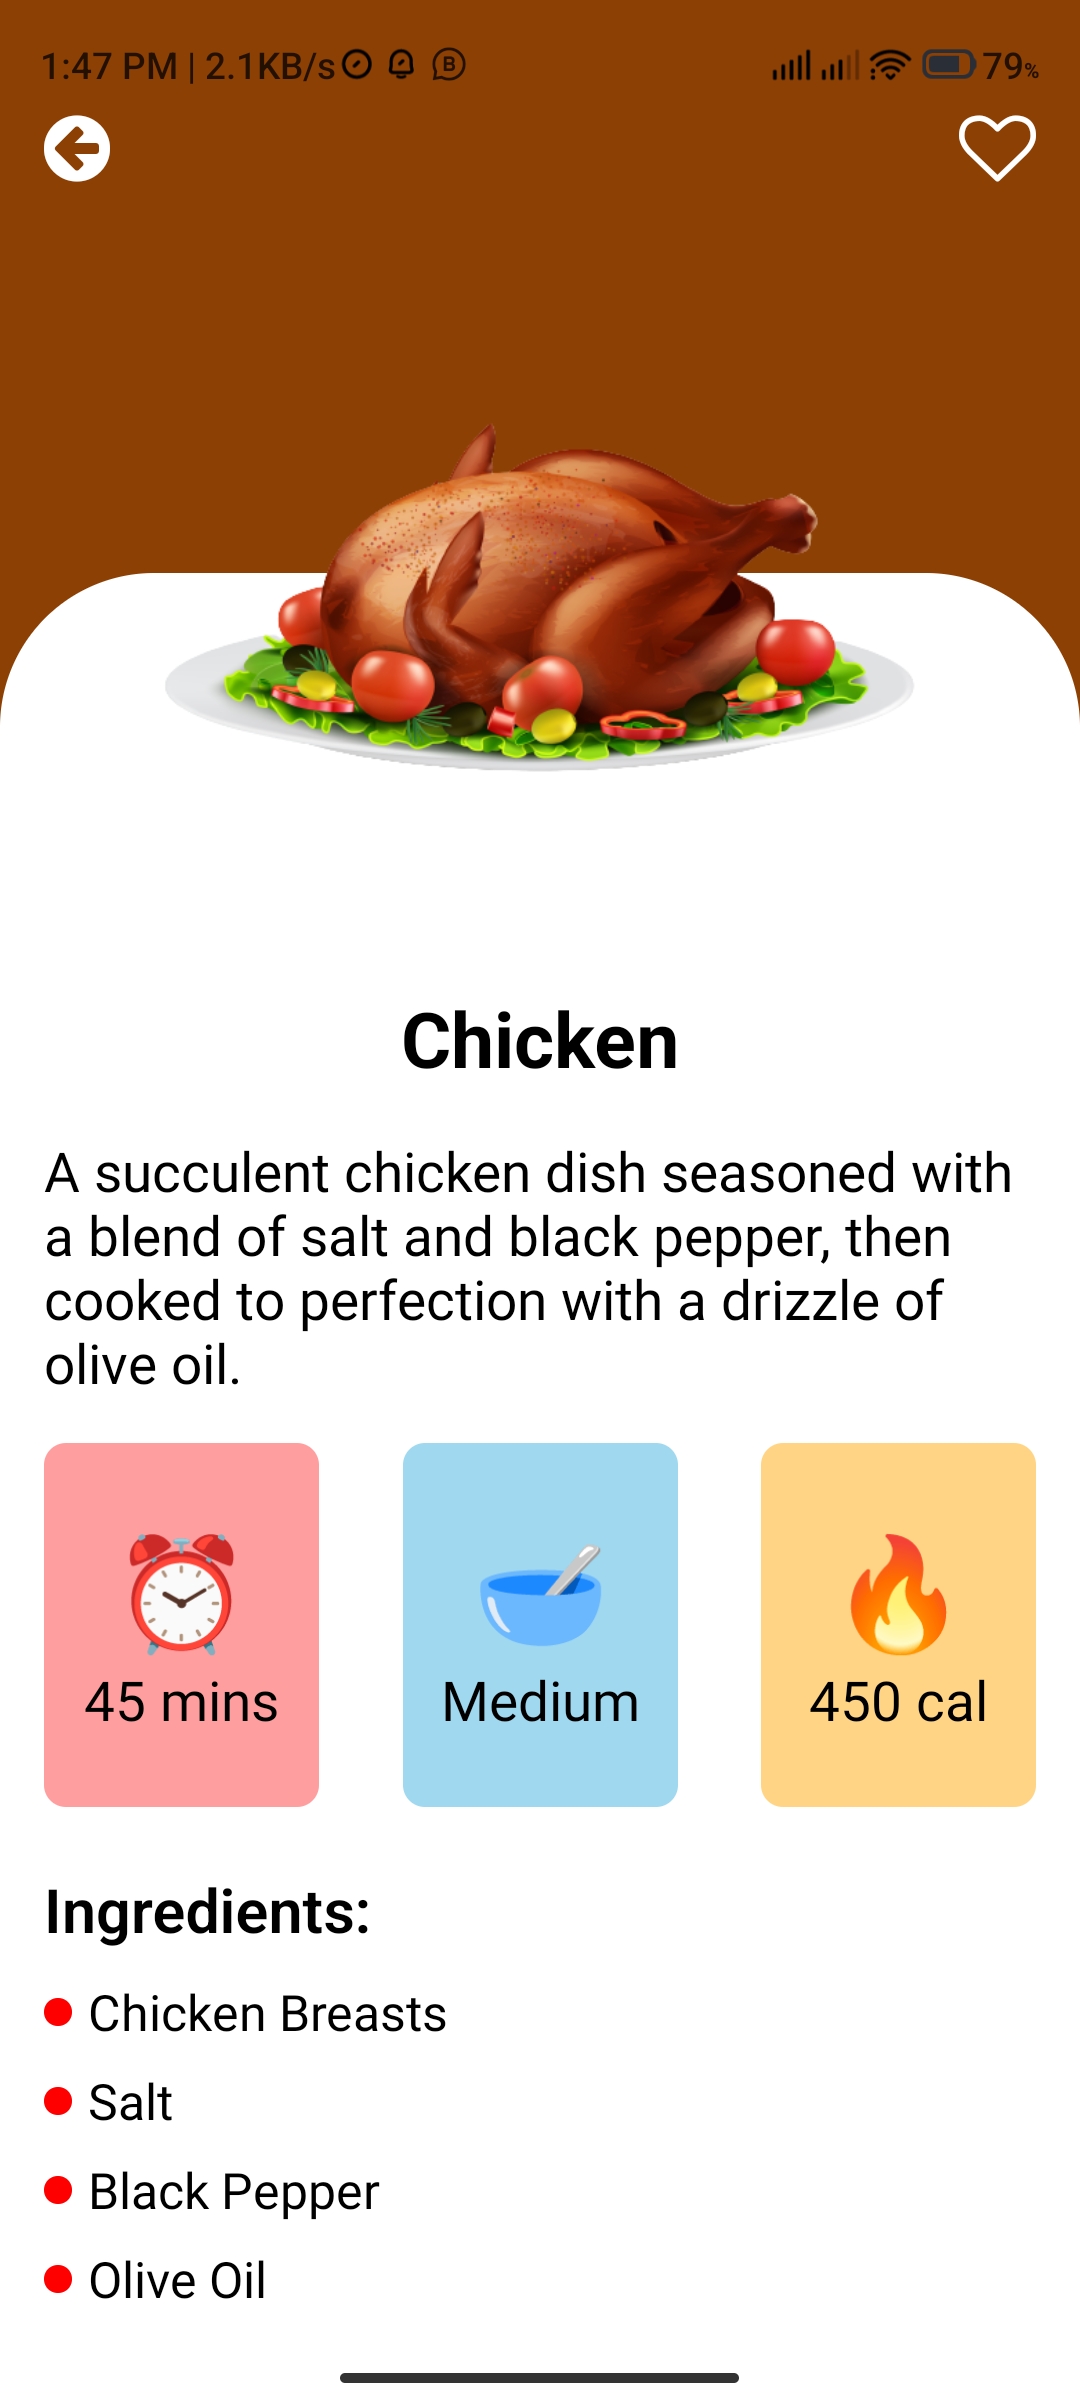 1:47 PM | 2.1KB/s B 79%
Chicken
A succulent chicken dish seasoned with
a blend of salt and black pepper, then
cooked to perfection with a drizzle of
olive oil.
45 mins
Medium
450 cal
Ingredients:
Chicken Breasts
Salt
Black Pepper
Olive Oil